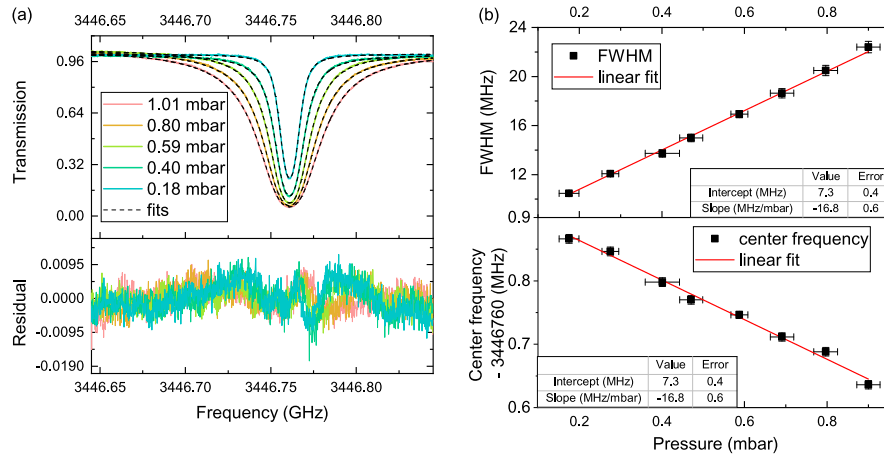 (a)
3446.65 3446.70 3446.75 3446.80
0.96
0.64
0.32
0.00
Transmission
1.01 mbar
0.80 mbar
0.59 mbar
0.40 mbar
0.18 mbar
fits
0.0095
0.0000
-0.0095
-0.0190
Residual
3446.65 3446.70 3446.75 3446.80
Frequency (GHz)
(b)
0.2 0.4 0.6 0.8
24
20
16
12
FWHM (MHz)
FWHM
linear fit
Value Error
Intercept (MHz) 7.3 0.4
Slope (MHz/mbar) -16.8 0.6
0.9
0.8
0.7
0.6
Center frequency
- 3446760 (MHz)
center frequency
linear fit
Value Error
Intercept (MHz) 7.3 0.4
Slope (MHz/mbar) -16.8 0.6
0.2 0.4 0.6 0.8
Pressure (mbar)